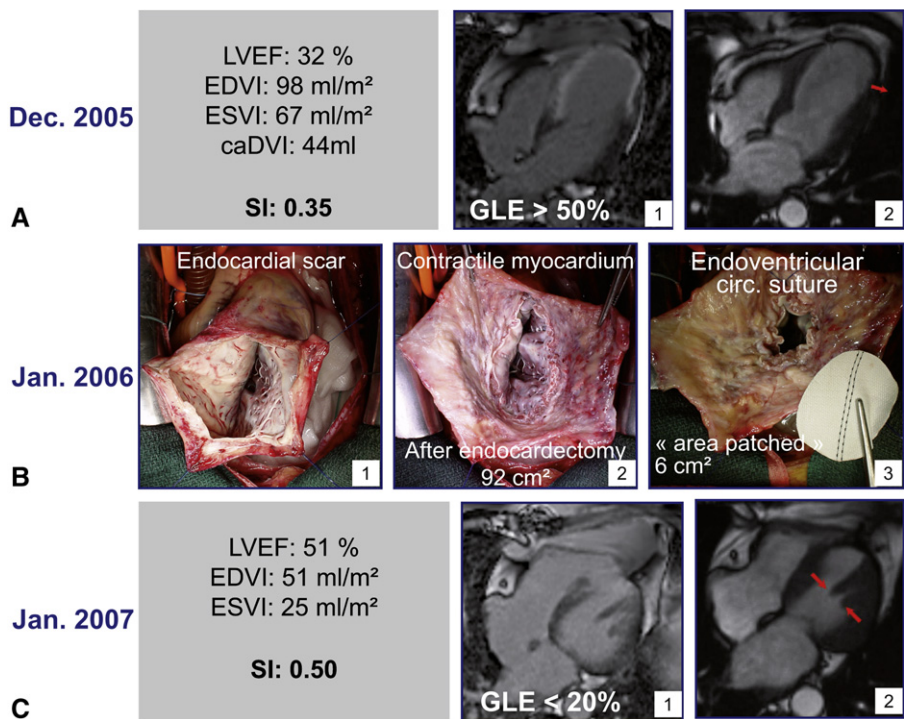 Dec. 2005
LVEF: 32 %
EDVI: 98 ml/m²
ESVI: 67 ml/m²
caDVI: 44ml
SI: 0.35
A
GLE > 50%
1
2
Jan. 2006
B
Endocardial scar
1
Contractile myocardium
After endocardectomy
92 cm²
2
Endoventricular
circ. suture
« area patched »
6 cm²
3
Jan. 2007
LVEF: 51 %
EDVI: 51 ml/m²
ESVI: 25 ml/m²
SI: 0.50
C
GLE < 20%
1
2